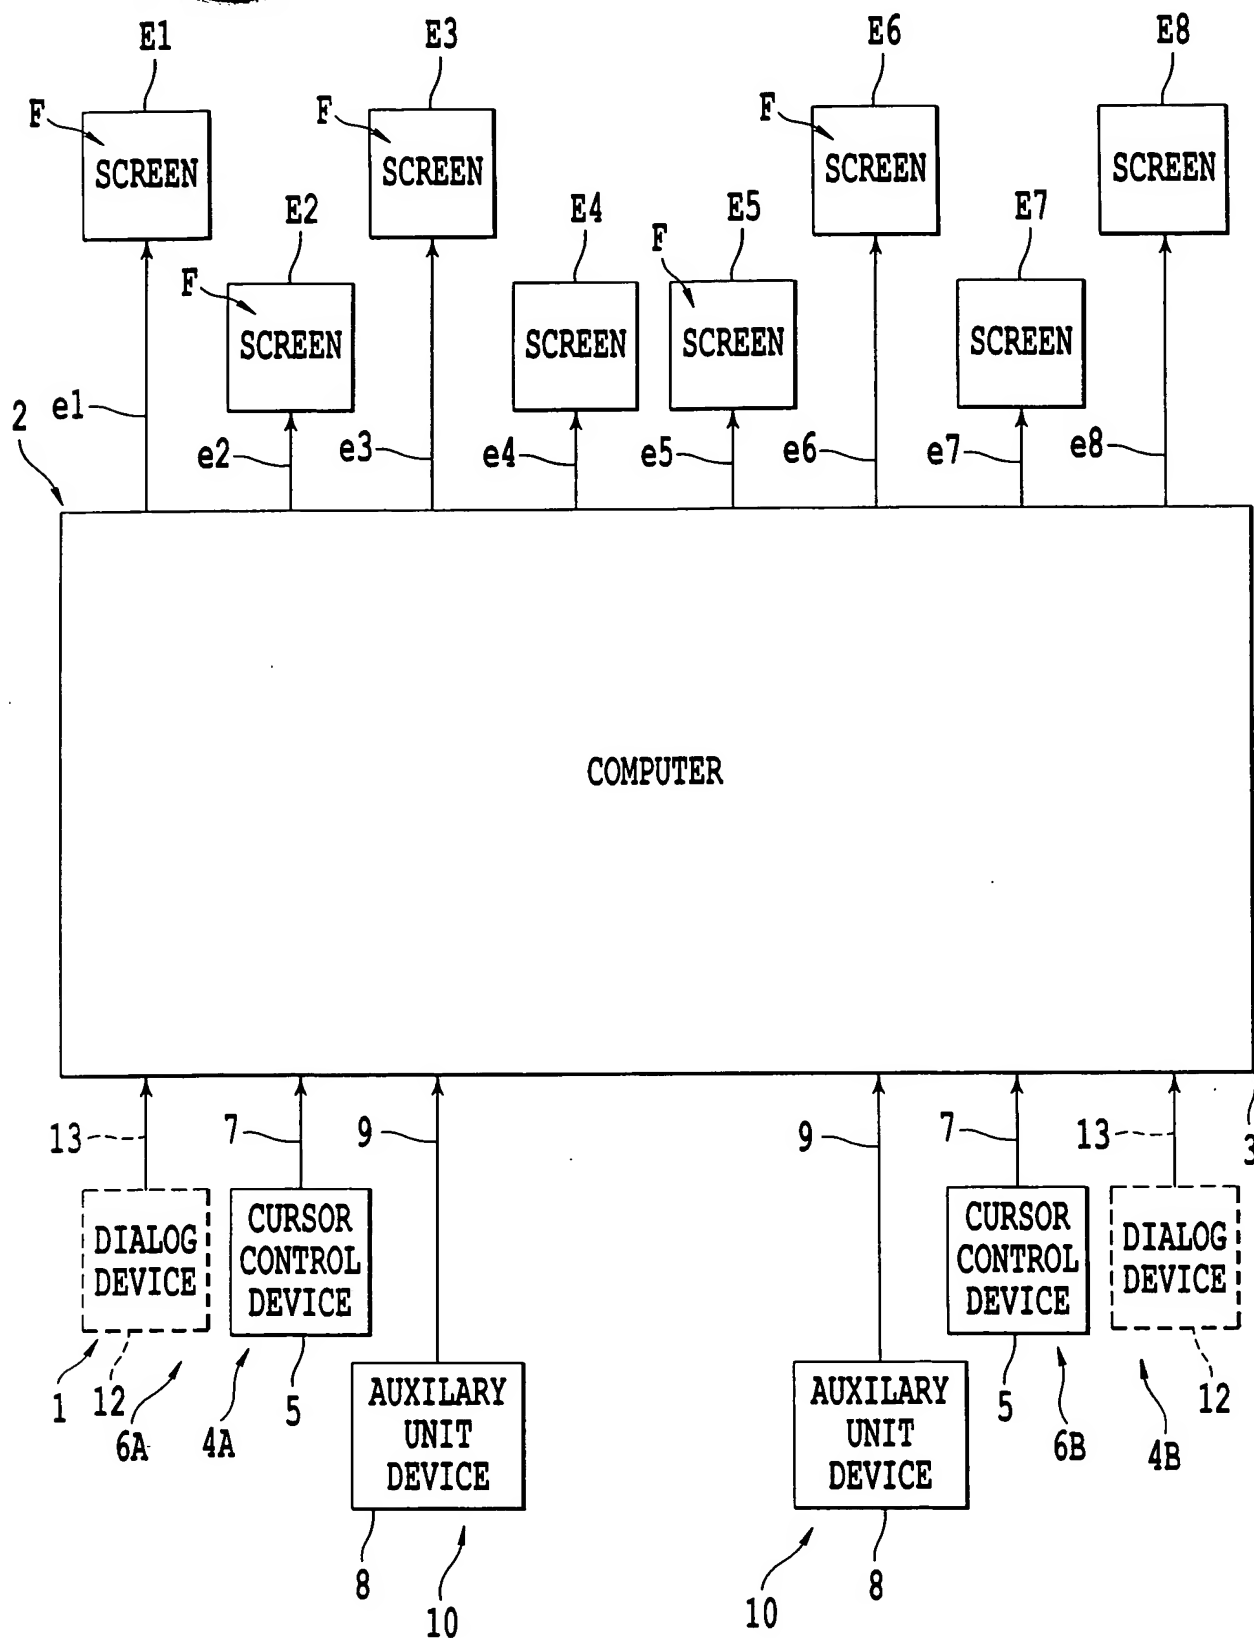 E1
E3
E6
E8
F
SCREEN
F
SCREEN
F
SCREEN
SCREEN
E2
E4
E5
E7
F
SCREEN
SCREEN
F
SCREEN
SCREEN
2
e1
e2
e3
e4
e5
e6
e7
e8
COMPUTER
13
7
9
9
7
13
3
DIALOG
DEVICE
CURSOR
CONTROL
DEVICE
CURSOR
CONTROL
DEVICE
DIALOG
DEVICE
1
12
6A
4A
5
AUXILARY
UNIT
DEVICE
AUXILARY
UNIT
DEVICE
5
6B
4B
12
8
10
10
8